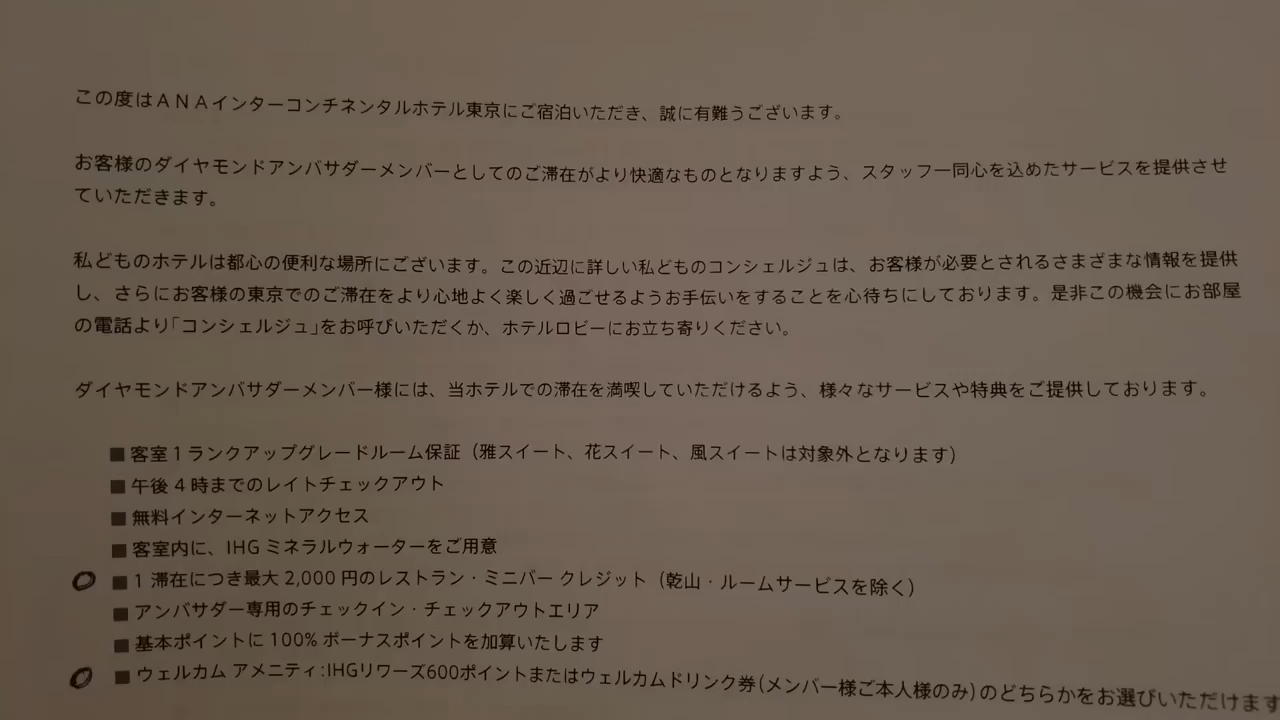 この度はＡＮＡインターコンチネンタルホテル東京にご宿泊いただき、誠に有難うございます。
お客様のダイヤモンドアンバサダーメンバーとしてのご滞在がより快適なものとなりますよう、スタッフ一同心を込めたサービスを提供させ
ていただきます。
私どものホテルは都心の便利な場所にございます。この近辺に詳しい私どものコンシェルジュは、お客様が必要とされるさまざまな情報を提供
し、さらにお客様の東京でのご滞在をより心地よく楽しく過ごせるようお手伝いをすることを心待ちにしております。是非この機会にお部屋
の電話より「コンシェルジュ」をお呼びいただくか、ホテルロビーにお立ち寄りください。
ダイヤモンドアンバサダーメンバー様には、当ホテルでの滞在を満喫していただけるよう、様々なサービスや特典をご提供しております。
■ 客室１ランクアップグレードルーム保証（雅スイート、花スイート、風スイートは対象外となります）
■ 午後４時までのレイトチェックアウト
■ 無料インターネットアクセス
■ 客室内に、IHG ミネラルウォーターをご用意
■ 1 滞在につき最大 2,000 円のレストラン・ミニバー クレジット（乾山・ルームサービスを除く）
■ アンバサダー専用のチェックイン・チェックアウトエリア
■ 基本ポイントに 100% ボーナスポイントを加算いたします
■ ウェルカム アメニティ:IHGリワーズ600ポイントまたはウェルカムドリンク券(メンバー様ご本人様のみ)のどちらかをお選びいただけます